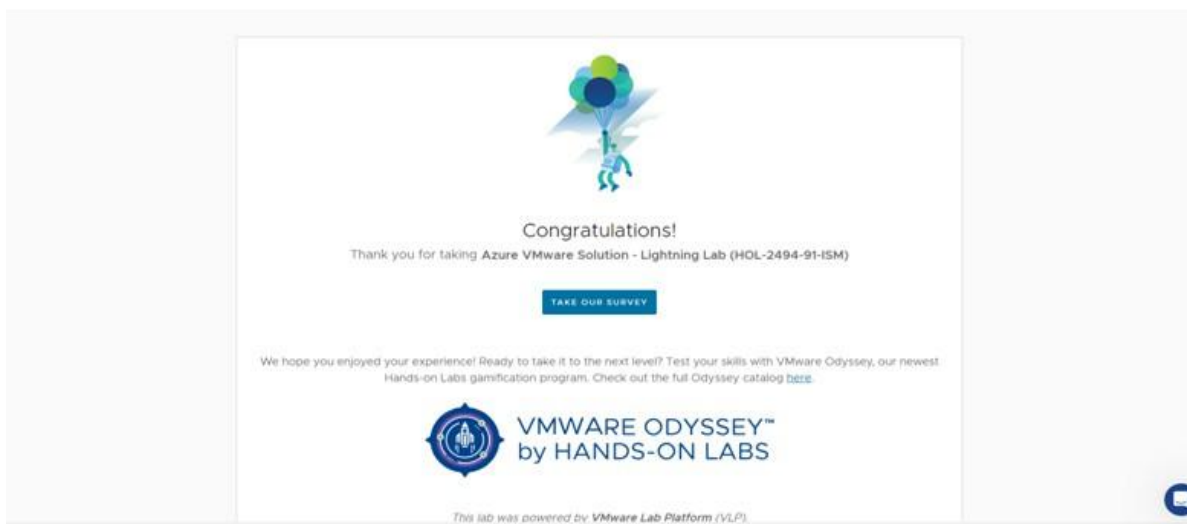 Congratulations!
Thank you for taking Azure VMware Solution - Lightning Lab (HOL-2494-91-ISM)
TAKE OUR SURVEY
We hope you enjoyed your experience! Ready to take it to the next level? Test your skills with VMware Odyssey, our newest
Hands-on Labs gamification program. Check out the full Odyssey catalog here.
VMWARE ODYSSEY™
by HANDS-ON LABS
This lab was powered by VMware Lab Platform (VLP).